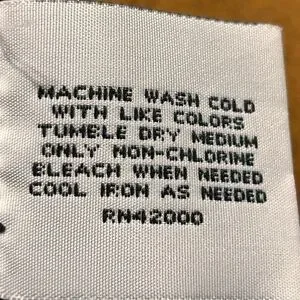 MACHINE WASH COLD
WITH LIKE COLORS
TUMBLE DRY MEDIUM
ONLY NON-CHLORINE
BLEACH WHEN NEEDED
COOL IRON AS NEEDED
RN42000